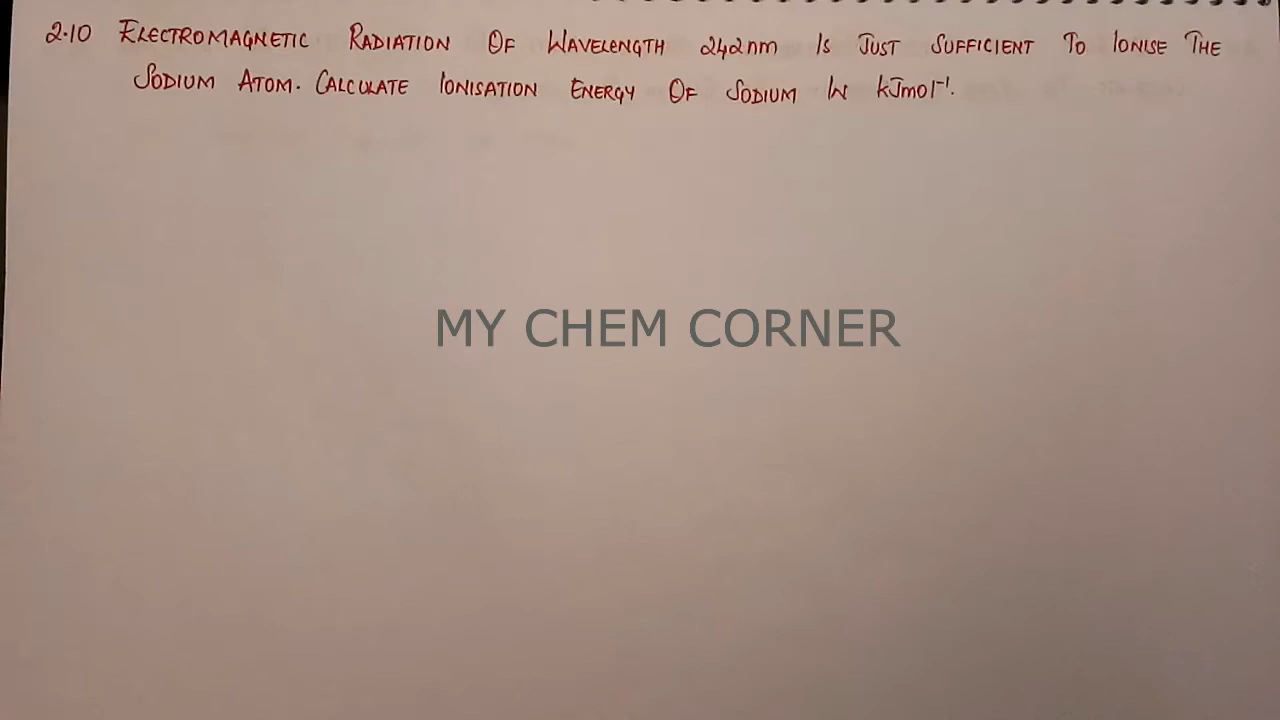 2.10 ELECTROMAGNETIC RADIATION OF WAVELENGTH 242nm IS JUST SUFFICIENT TO IONISE THE
SODIUM ATOM. CALCULATE IONISATION ENERGY OF SODIUM IN kJmol⁻¹.
MY CHEM CORNER